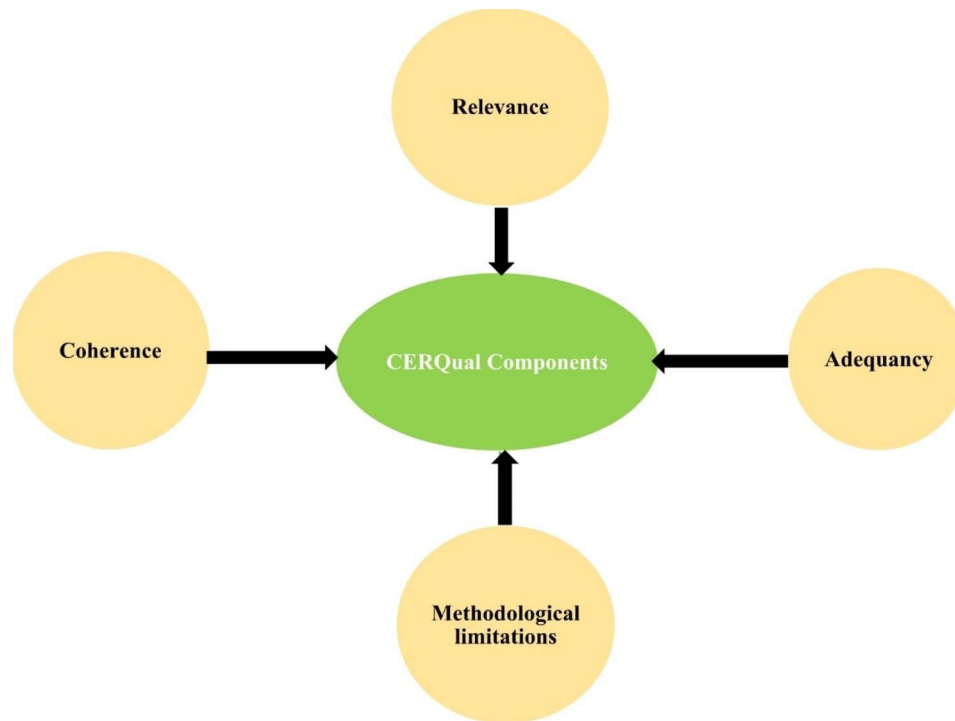 Relevance
Coherence
CERQual Components
Adequancy
Methodological
limitations